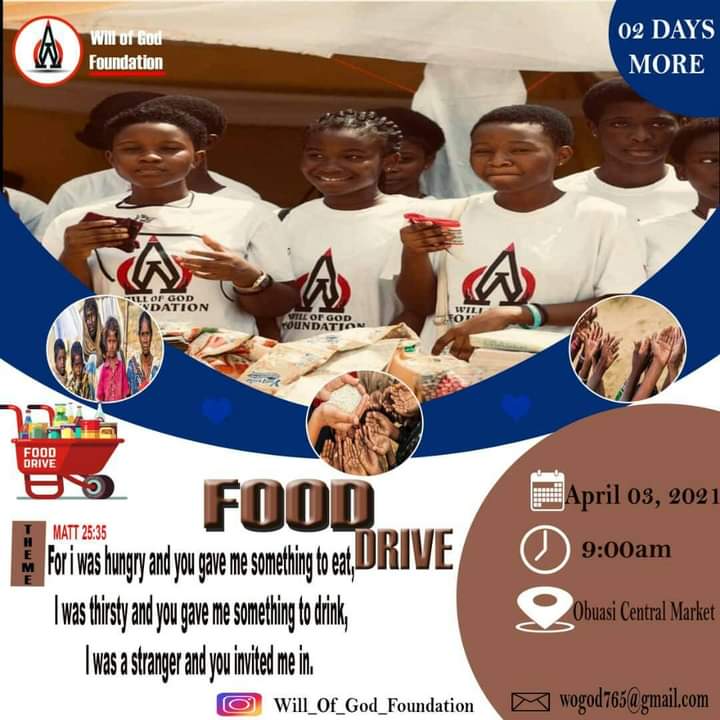 Will of God
Foundation
02 DAYS
MORE
WILL OF GOD
FOUNDATION
WILL OF GOD
FOUNDATION
WILL
FOOD
DRIVE
FOOD
DRIVE
THEME
MATT 25:35
For i was hungry and you gave me something to eat,
I was thirsty and you gave me something to drink,
I was a stranger and you invited me in.
April 03, 2021
9:00am
Obuasi Central Market
Will_Of_God_Foundation
wogod765@gmail.com